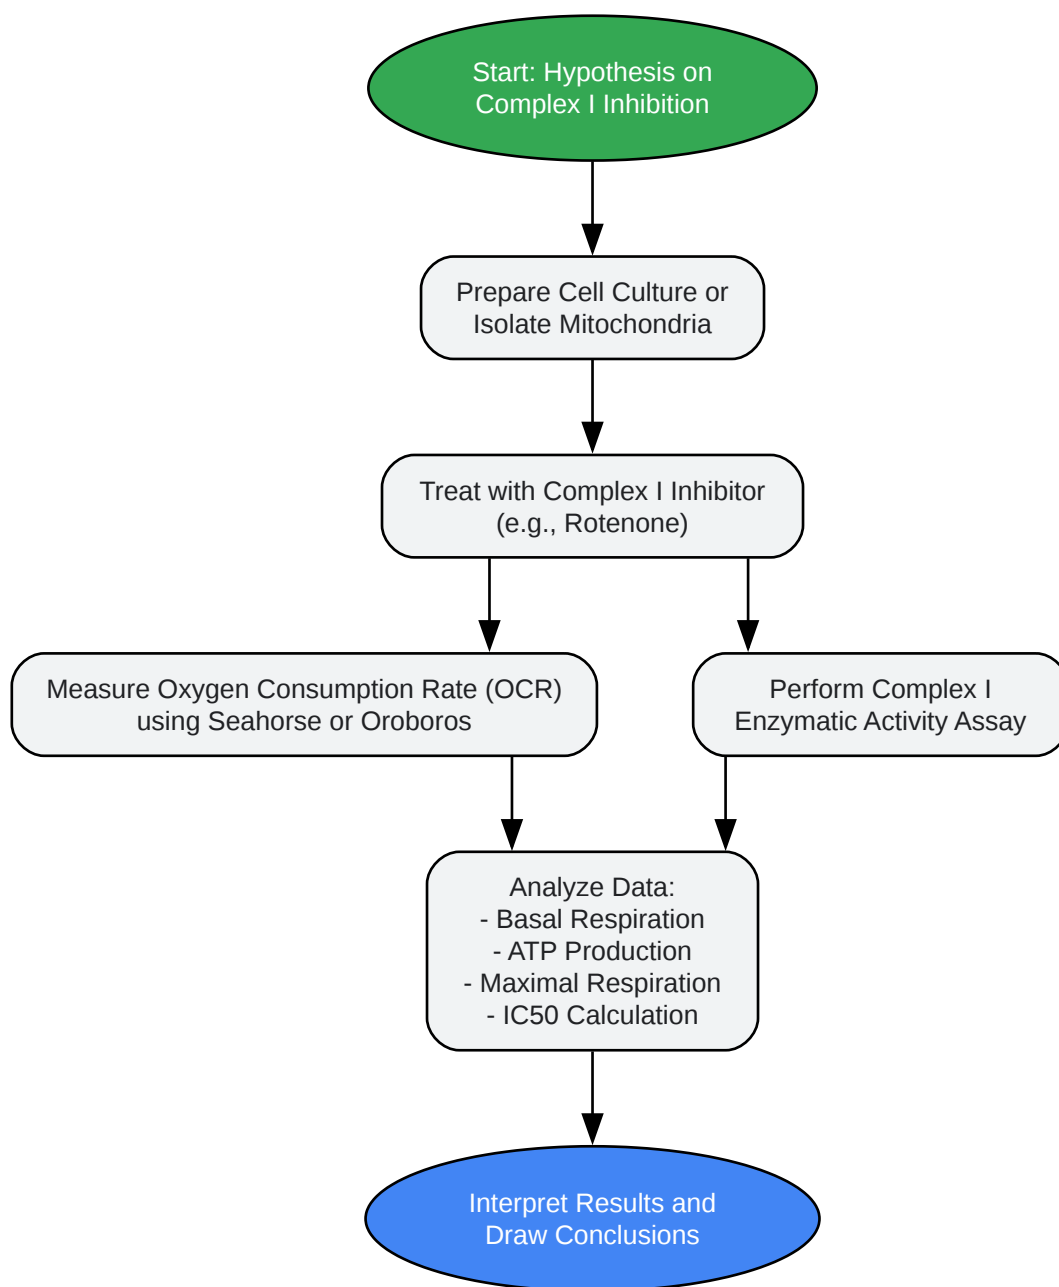 Start: Hypothesis on
Complex I Inhibition
Prepare Cell Culture or
Isolate Mitochondria
Treat with Complex I Inhibitor
(e.g., Rotenone)
Measure Oxygen Consumption Rate (OCR)
using Seahorse or Oroboros
Perform Complex I
Enzymatic Activity Assay
Analyze Data:
- Basal Respiration
- ATP Production
- Maximal Respiration
- IC50 Calculation
Interpret Results and
Draw Conclusions